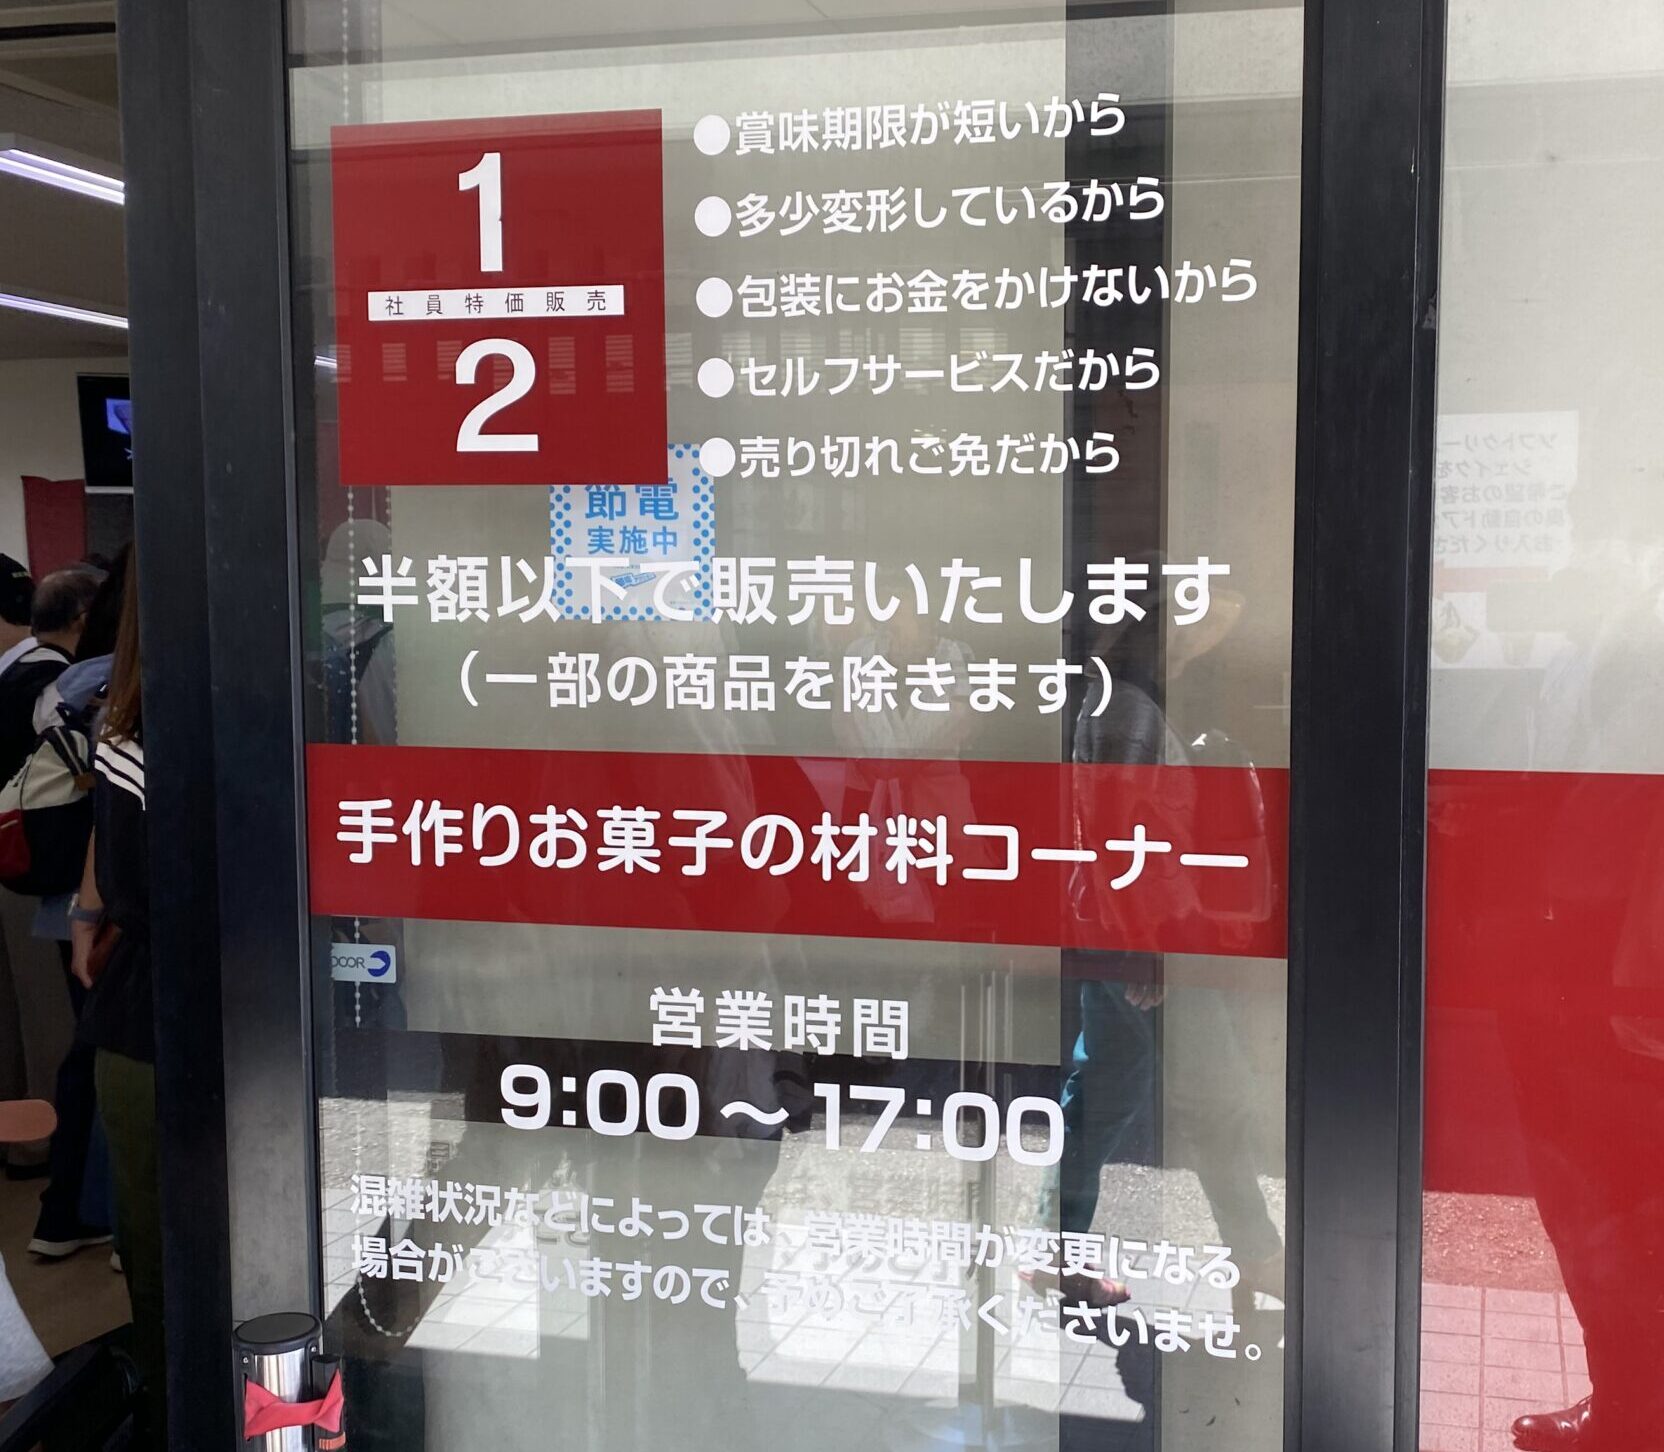 1
社員特価販売
2
●賞味期限が短いから
●多少変形しているから
●包装にお金をかけないから
●セルフサービスだから
●売り切れご免だから
節電
実施中
半額以下で販売いたします
(一部の商品を除きます)
手作りお菓子の材料コーナー
営業時間
9:00〜17:00
混雑状況などによっては、営業時間が変更になる
場合がございますので、予めご了承くださいませ。